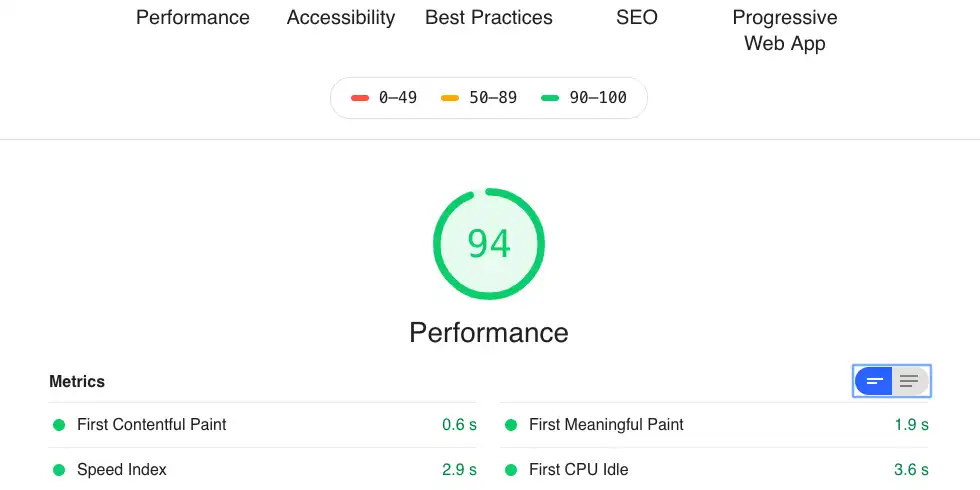 Performance Accessibility Best Practices SEO Progressive
Web App
0–49 50–89 90–100
94
Performance
Metrics
First Contentful Paint 0.6 s First Meaningful Paint 1.9 s
Speed Index 2.9 s First CPU Idle 3.6 s